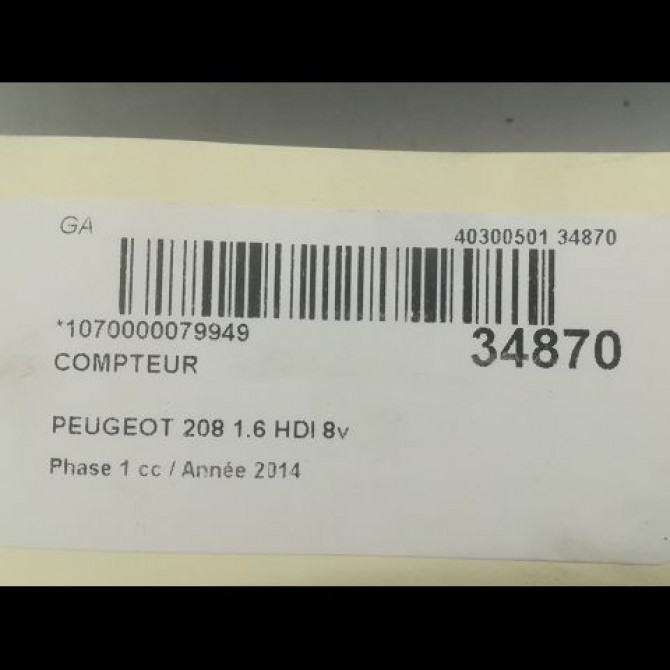 GA
40300501 34870
*1070000079949
34870
COMPTEUR
PEUGEOT 208 1.6 HDI 8v
Phase 1 cc / Année 2014